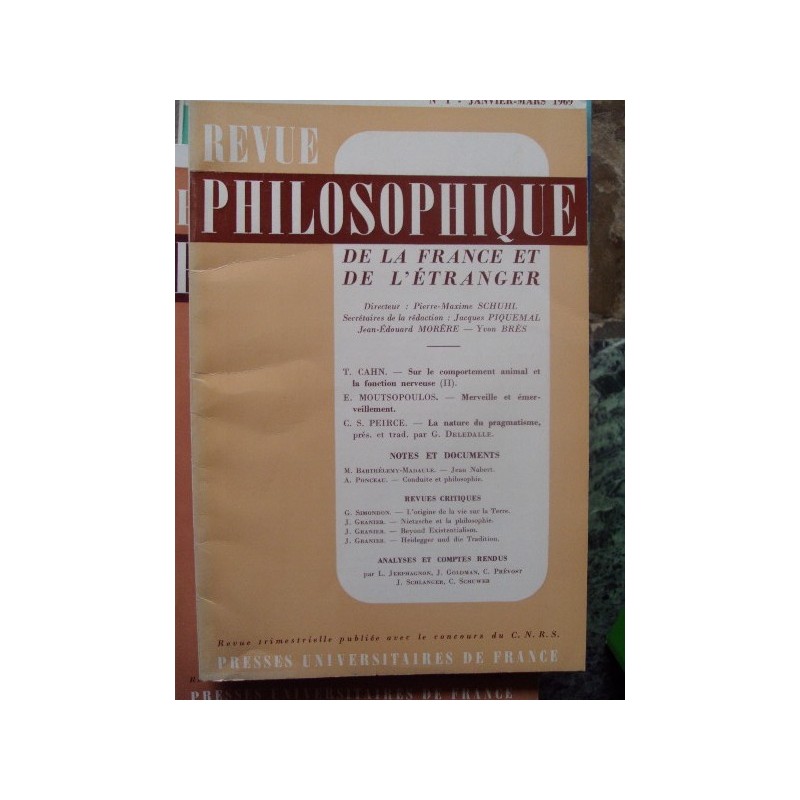 N° 1 - JANVIER-MARS 1969
REVUE
PHILOSOPHIQUE
DE LA FRANCE ET
DE L'ÉTRANGER
Directeur : Pierre-Maxime SCHUHL
Secrétaires de la rédaction : Jacques PIQUEMAL
Jean-Édouard MORÈRE — Yvon BRÈS
T. CAHN. — Sur le comportement animal et
la fonction nerveuse (II).
E. MOUTSOPOULOS. — Merveille et émer-
veillement.
C. S. PEIRCE. — La nature du pragmatisme,
prés. et trad. par G. DELEDALLE.
NOTES ET DOCUMENTS
M. BARTHÉLEMY-MADAULE. — Jean Nabert.
A. PONCEAU. — Conduite et philosophie.
REVUES CRITIQUES
G. SIMONDON. — L'origine de la vie sur la Terre.
J. GRANIER. — Nietzsche et la philosophie.
J. GRANIER. — Beyond Existentialism.
J. GRANIER. — Heidegger und die Tradition.
ANALYSES ET COMPTES RENDUS
par L. JERPHAGNON, J. GOLDMAN, C. PRÉVOST
J. SCHLANGER, C. SCHUWER
Revue trimestrielle publiée avec le concours du C.N.R.S.
PRESSES UNIVERSITAIRES DE FRANCE
PRESSES UNIVERSITAIRES DE FRANCE